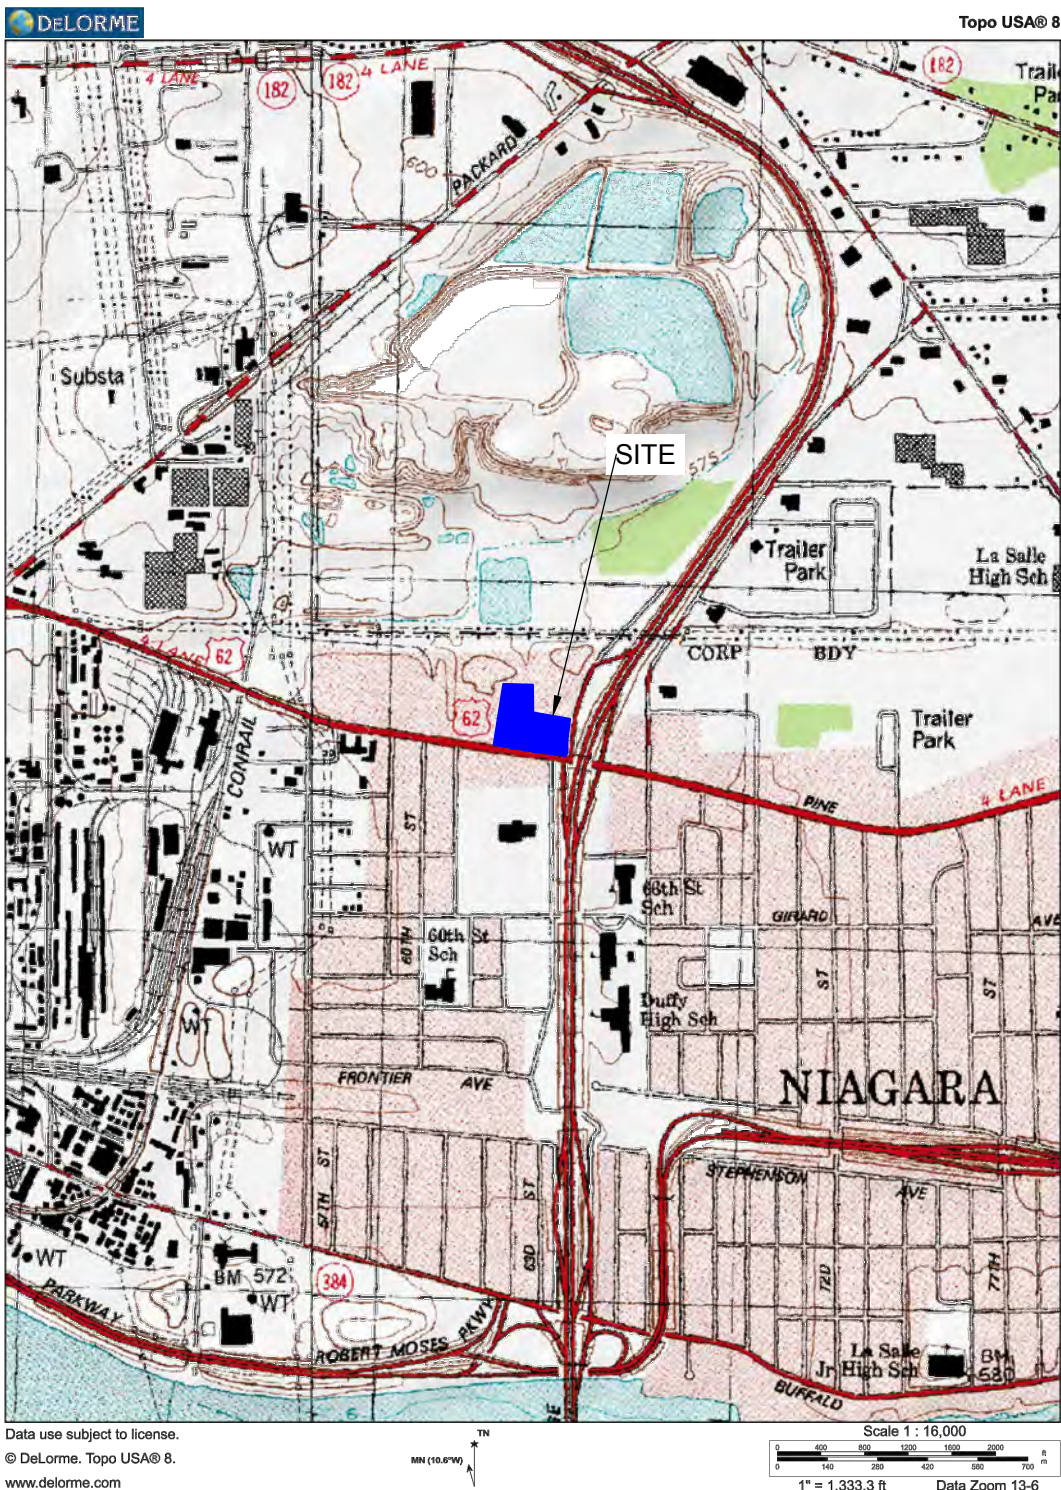 DELORME
Topo USA® 8
4 LANE
182
182
4 LANE
182
Trail
Pa
600
PACKARD
Substa
SITE
575
Trailer
Park
La Salle
High Sch
62
4 LANE
CORP BDY
62
CONRAIL
Trailer
Park
PINE
4 LANE
ST
WT
66th St
Sch
GIRARD
AVE
60TH
60th St
Sch
ST
ST
Duffy
High Sch
WT
FRONTIER AVE
NIAGARA
STEPHENSON
AVE
ST
57TH
ST
63D
72D
77TH
WT
BM 572
WT
384
PARKWAY
ROBERT MOSES PKWY
La Salle
Jr High Sch
BM
580
BUFFALO
6
GE
Data use subject to license.
© DeLorme. Topo USA® 8.
www.delorme.com
TN
MN (10.6°W)
Scale 1 : 16,000
0 400 800 1200 1600 2000
ft
m
0 140 280 420 560 700
1" = 1,333.3 ft
Data Zoom 13-6